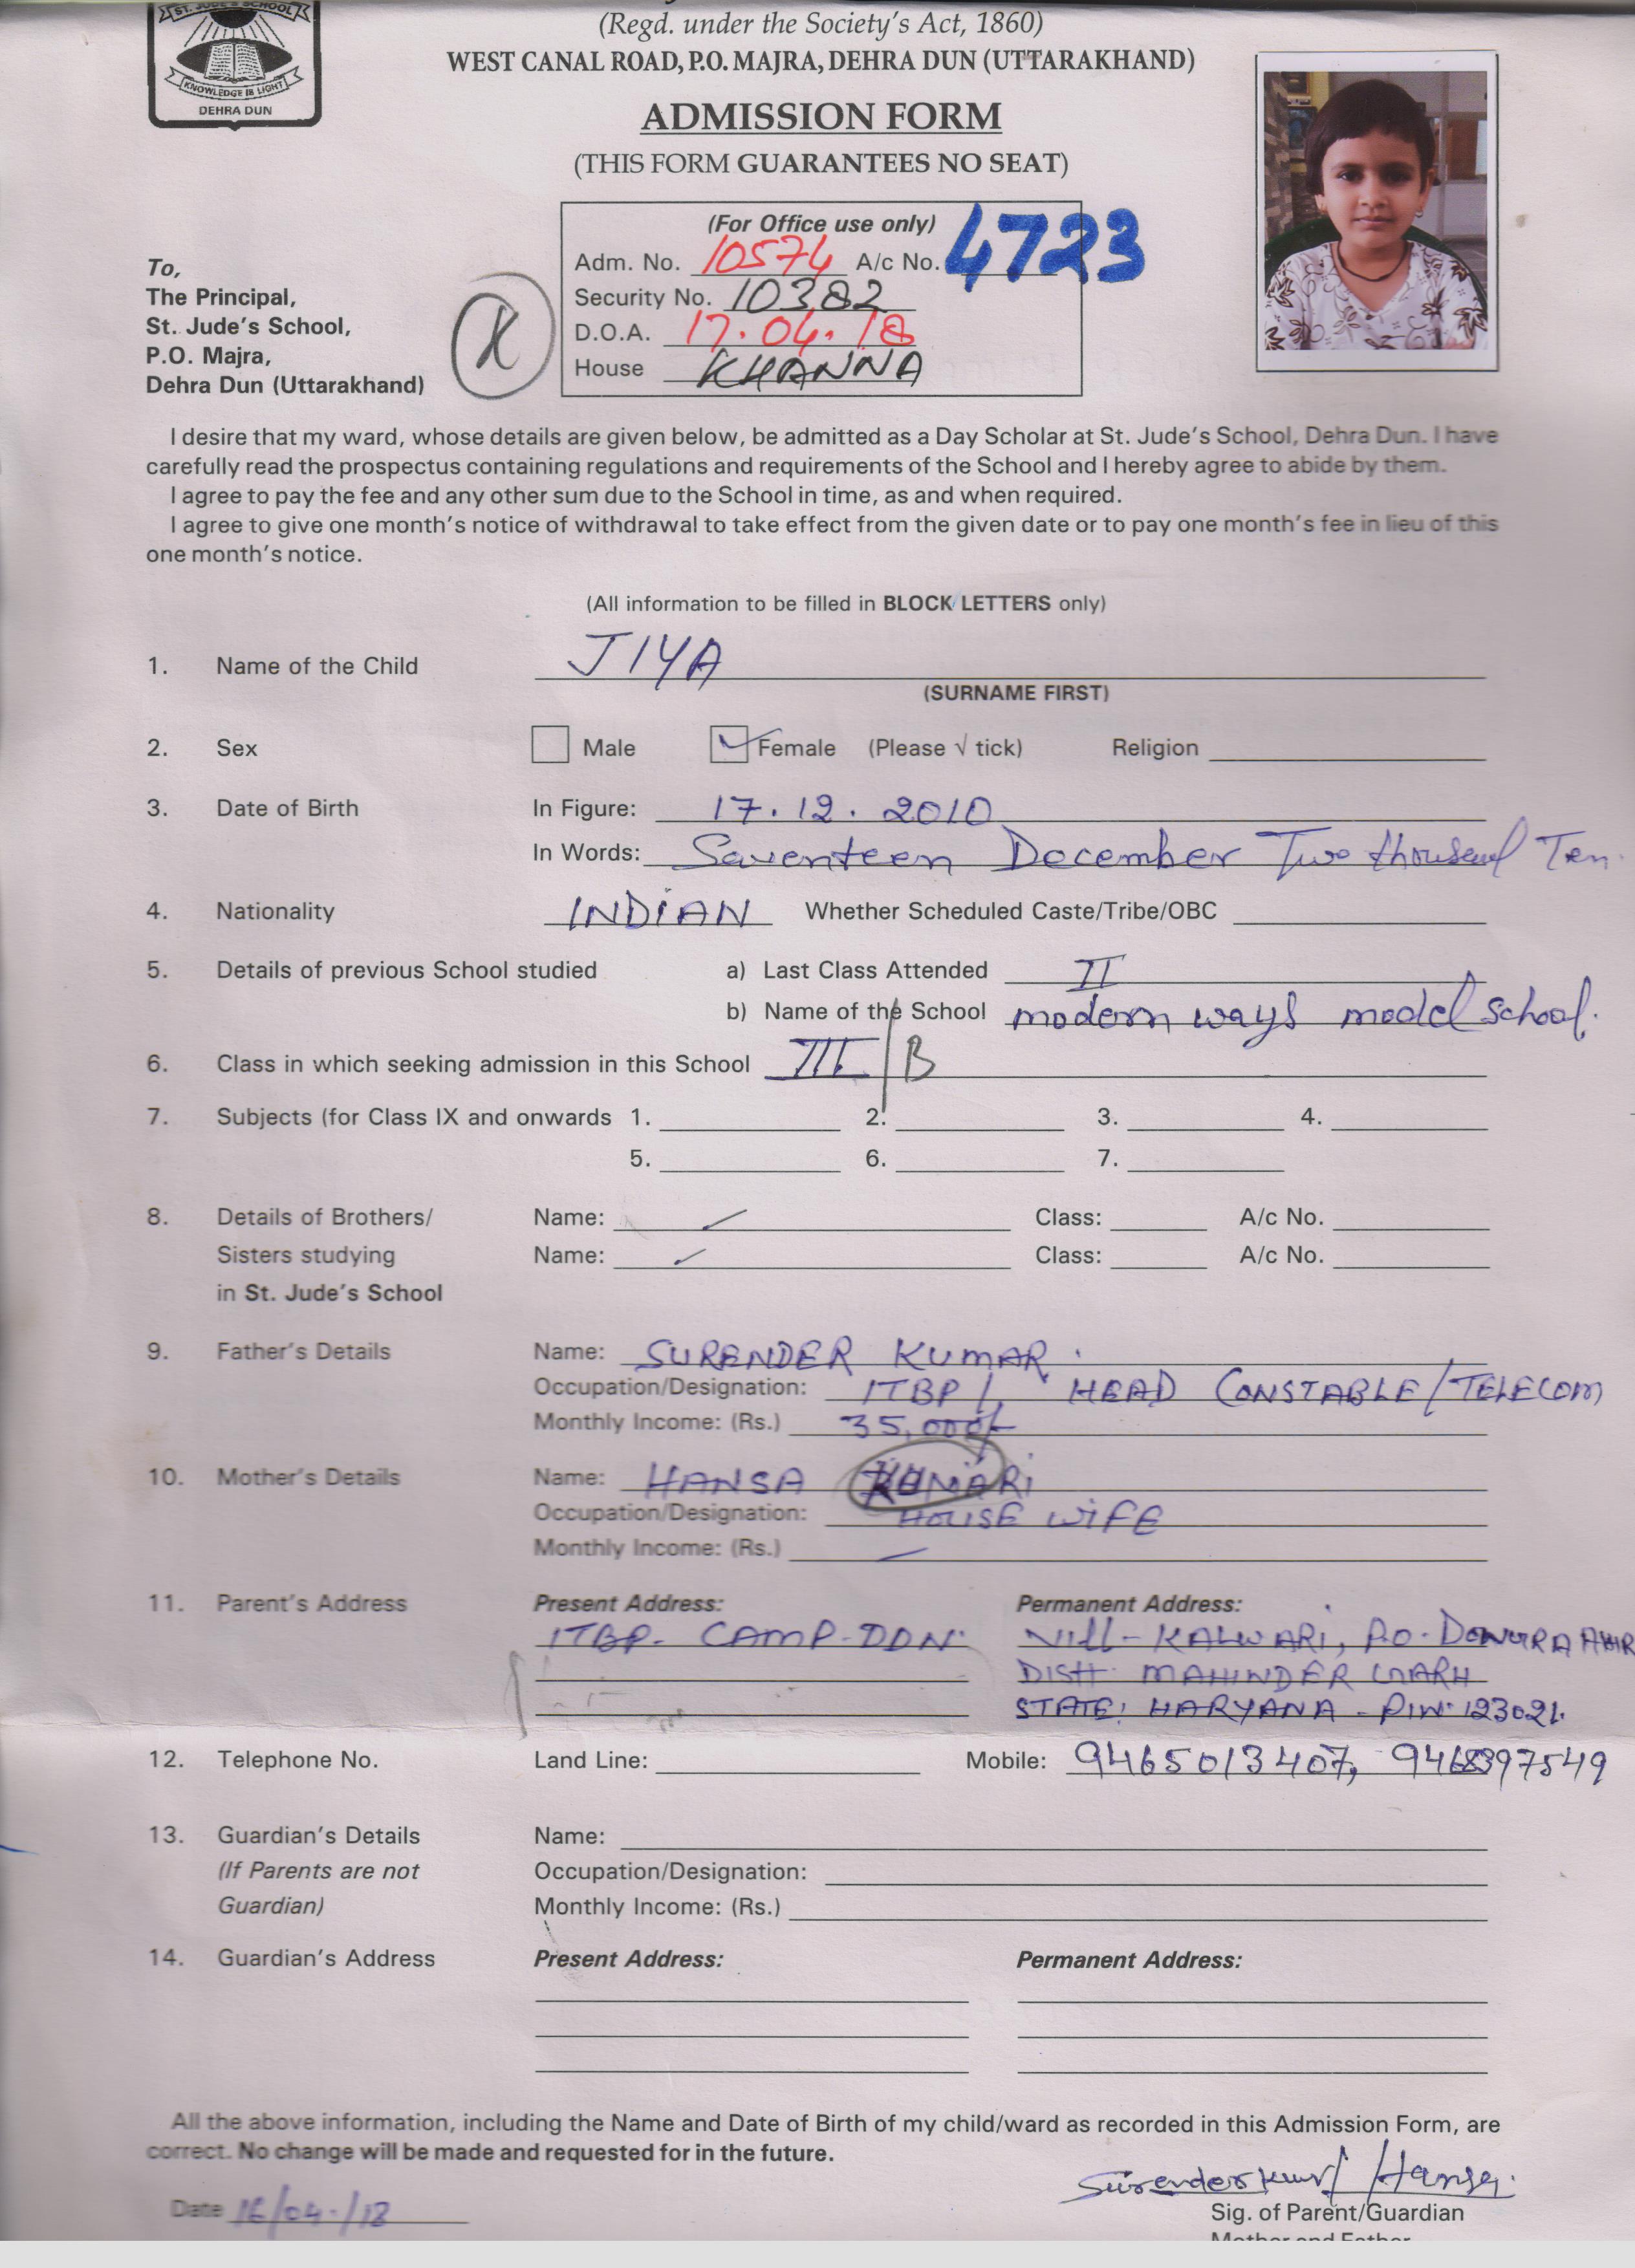 ST. JUDE'S SCHOOL
KNOWLEDGE IS LIGHT
DEHRA DUN
(Regd. under the Society's Act, 1860)
WEST CANAL ROAD, P.O. MAJRA, DEHRA DUN (UTTARAKHAND)
ADMISSION FORM
(THIS FORM GUARANTEES NO SEAT)
(For Office use only)
Adm. No. 10574 A/c No. 4723
Security No. 10382
D.O.A. 17.04.18
House KHANNA
To,
The Principal,
St. Jude's School,
P.O. Majra,
Dehra Dun (Uttarakhand)
I desire that my ward, whose details are given below, be admitted as a Day Scholar at St. Jude's School, Dehra Dun. I have
carefully read the prospectus containing regulations and requirements of the School and I hereby agree to abide by them.
I agree to pay the fee and any other sum due to the School in time, as and when required.
I agree to give one month's notice of withdrawal to take effect from the given date or to pay one month's fee in lieu of this
one month's notice.
(All information to be filled in BLOCK LETTERS only)
1. Name of the Child JIYA
(SURNAME FIRST)
2. Sex Male Female (Please √ tick) Religion
3. Date of Birth In Figure: 17.12.2010
In Words: Saventeen December Two thousand Ten.
4. Nationality INDIAN Whether Scheduled Caste/Tribe/OBC
5. Details of previous School studied a) Last Class Attended II
b) Name of the School modern ways model school.
6. Class in which seeking admission in this School III/B
7. Subjects (for Class IX and onwards 1. 2. 3. 4.
5. 6. 7.
8. Details of Brothers/ Name: Class: A/c No.
Sisters studying Name: Class: A/c No.
in St. Jude's School
9. Father's Details Name: SURENDER KUMAR.
Occupation/Designation: ITBP/, HEAD CONSTABLE/TELECOM
Monthly Income: (Rs.) 35,000/-
10. Mother's Details Name: HANSA KUMARI
Occupation/Designation: HOUSE WIFE
Monthly Income: (Rs.) —
11. Parent's Address Present Address: Permanent Address:
ITBP- CAMP-DDN. Vill- KALWARI, P.O- DONGRA AHIR
DISTT. MAHINDER GARH
STATE: HARYANA - PIN: 123021.
12. Telephone No. Land Line: Mobile: 9465013407,
13. Guardian's Details Name:
(If Parents are not Occupation/Designation:
Guardian) Monthly Income: (Rs.)
14. Guardian's Address Present Address: Permanent Address:
All the above information, including the Name and Date of Birth of my child/ward as recorded in this Admission Form, are
correct. No change will be made and requested for in the future.
Surender Kumar/ Hansa.
Date 16/04/18
Sig. of Parent/Guardian
Mother and Father